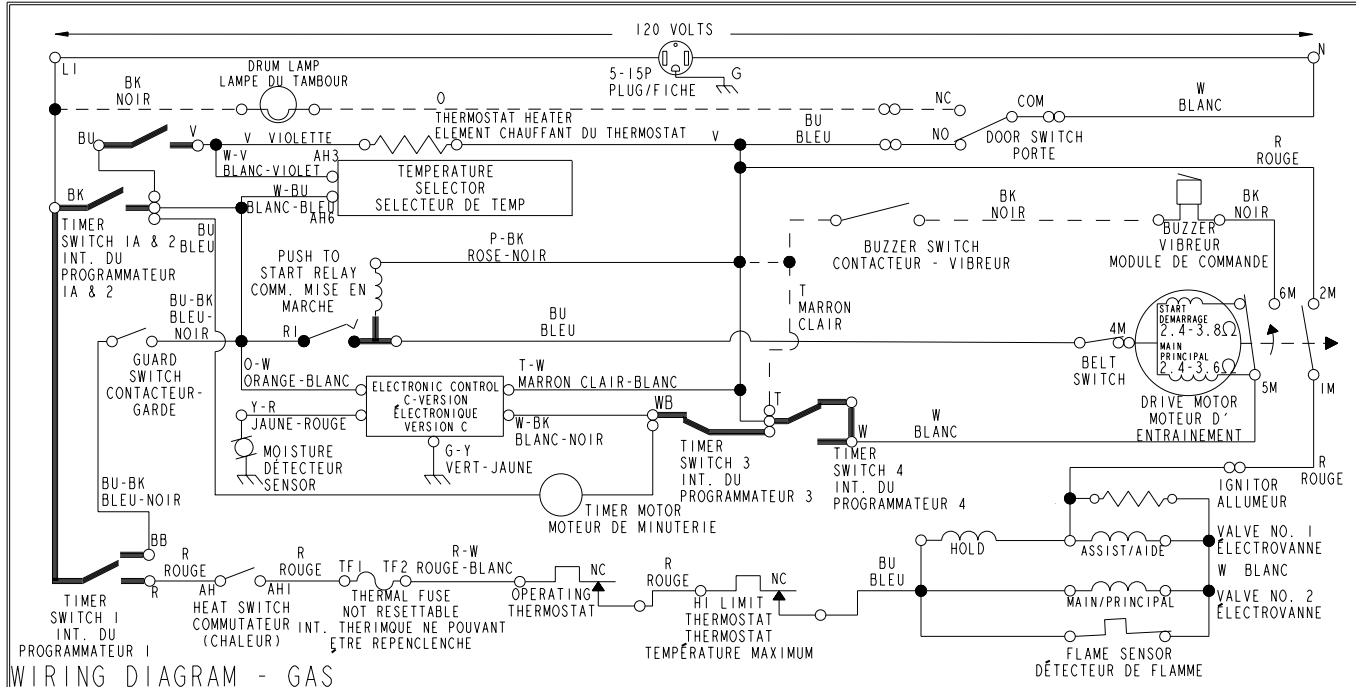 120 VOLTS
L1
N
BK
NOIR
DRUM LAMP
LAMPE DU TAMBOUR
5-15P
PLUG/FICHE
G
O
NC
COM
W
BLANC
BU
V
V VIOLETTE
THERMOSTAT HEATER
ELEMENT CHAUFFANT DU THERMOSTAT
V
BU
BLEU
NO
DOOR SWITCH
PORTE
R
ROUGE
W-V
BLANC-VIOLET
AH3
TEMPERATURE
SELECTOR
SELECTEUR DE TEMP
W-BU
BLANC-BLEU
AH6
BK
TIMER
SWITCH 1A & 2
INT. DU
PROGRAMMATEUR
1A & 2
BU
BLEU
BK
NOIR
BK
NOIR
BUZZER SWITCH
CONTACTEUR - VIBREUR
BUZZER
VIBREUR
MODULE DE COMMANDE
P-BK
ROSE-NOIR
PUSH TO
START RELAY
COMM. MISE EN
MARCHE
BU-BK
BLEU-
NOIR
R1
BU
BLEU
T
MARRON
CLAIR
START
DEMARRAGE
2.4-3.8Ω
MAIN
PRINCIPAL
2.4-3.6Ω
6M
2M
4M
5M
1M
BELT
SWITCH
DRIVE MOTOR
MOTEUR D'
ENTRAINEMENT
GUARD
SWITCH
CONTACTEUR-
GARDE
O-W
ORANGE-BLANC
ELECTRONIC CONTROL
C-VERSION
ÉLECTRONIQUE
VERSION C
T-W
MARRON CLAIR-BLANC
Y-R
JAUNE-ROUGE
W-BK
BLANC-NOIR
WB
T
W
W
BLANC
MOISTURE
DÉTECTEUR
SENSOR
G-Y
VERT-JAUNE
TIMER
SWITCH 3
INT. DU
PROGRAMMATEUR 3
TIMER
SWITCH 4
INT. DU
PROGRAMMATEUR 4
BU-BK
BLEU-NOIR
TIMER MOTOR
MOTEUR DE MINUTERIE
IGNITOR
ALLUMEUR
R
ROUGE
BB
R
TIMER
SWITCH 1
INT. DU
PROGRAMMATEUR 1
R
ROUGE
AH
HEAT SWITCH
COMMUTATEUR
(CHALEUR)
AH1
R
ROUGE
TF1
TF2
THERMAL FUSE
NOT RESETTABLE
INT. THERIMQUE NE POUVANT
ÉTRE REPENCLENCHE
R-W
ROUGE-BLANC
NC
OPERATING
THERMOSTAT
R
ROUGE
NC
HI LIMIT
THERMOSTAT
THERMOSTAT
TEMPÉRATURE MAXIMUM
BU
BLEU
HOLD
ASSIST/AIDE
VALVE NO. 1
ÉLECTROVANNE
W BLANC
MAIN/PRINCIPAL
VALVE NO. 2
ÉLECTROVANNE
FLAME SENSOR
DÉTECTEUR DE FLAMME
WIRING DIAGRAM - GAS